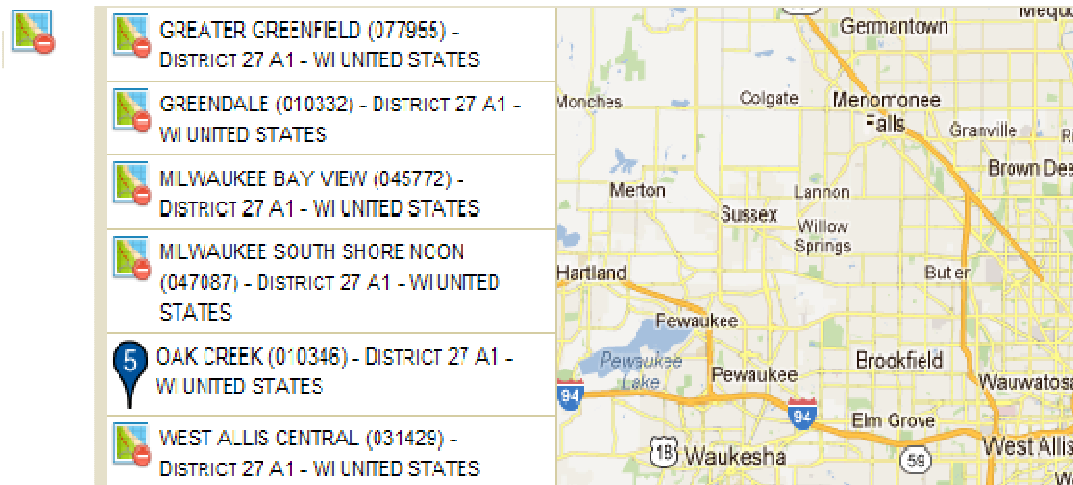 GREATER GREENFIELD (077955) -
DISTRICT 27 A1 - WI UNITED STATES
GREENDALE (010332) - DISTRICT 27 A1 -
WI UNITED STATES
MILWAUKEE BAY VIEW (045772) -
DISTRICT 27 A1 - WI UNITED STATES
MILWAUKEE SOUTH SHORE NOON
(047087) - DISTRICT 27 A1 - WI UNITED
STATES
5
OAK CREEK (010346) - DISTRICT 27 A1 -
WI UNITED STATES
WEST ALLIS CENTRAL (031429) -
DISTRICT 27 A1 - WI UNITED STATES
Germantown
Monches
Colgate
Menomonee
Falls
Granville
Brown Dee
Merton
Lannon
Sussex
Willow
Springs
Hartland
Butler
Pewaukee
Pewaukee
Lake
Pewaukee
Brookfield
Wauwatosa
94
94
Elm Grove
18
Waukesha
59
West Allis